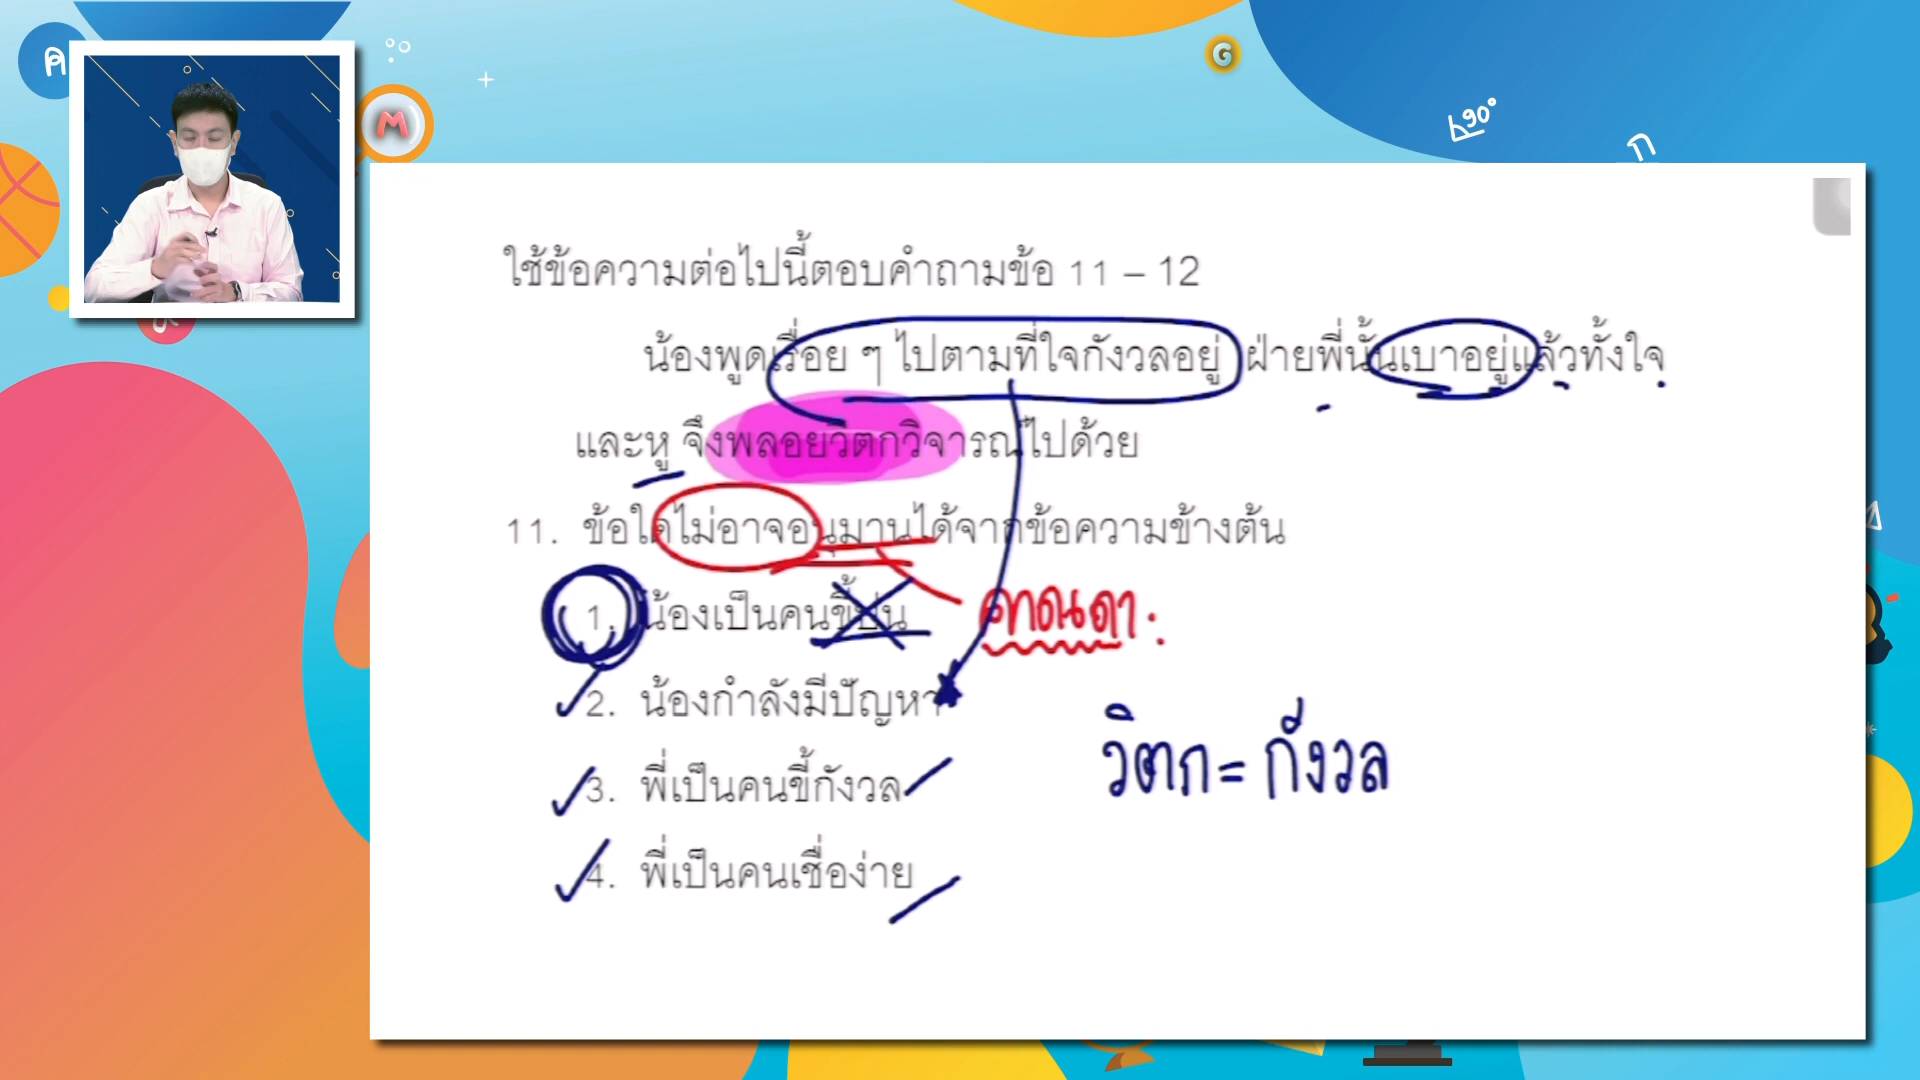 ค
M
G
90°
ก
ใช้ข้อความต่อไปนี้ตอบคำถามข้อ 11 – 12
น้องพูดเรื่อย ๆ ไปตามที่ใจกังวลอยู่ ฝ่ายพี่นั้นเบาอยู่แล้วทั้งใจ
และหู จึงพลอยวิตกวิจารณ์ไปด้วย
11. ข้อใดไม่อาจอนุมานได้จากข้อความข้างต้น
1. น้องเป็นคนขี้บ่น
คาดเดา
2. น้องกำลังมีปัญหา
3. พี่เป็นคนขี้กังวล
วิตก = กังวล
4. พี่เป็นคนเชื่อง่าย